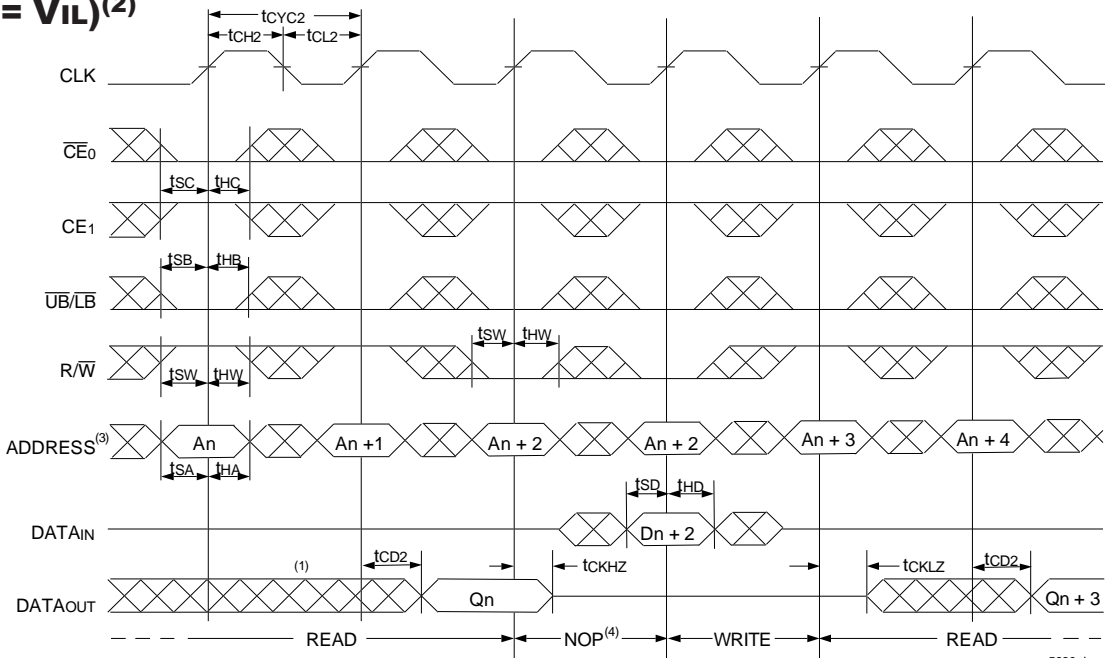 = VIL)(2)
tCYC2
tCH2 tCL2
CLK
CE0
tSC tHC
CE1
tSB tHB
UB/LB
tSW tHW
R/W
tSW tHW
ADDRESS(3) An An +1 An + 2 An + 2 An + 3 An + 4
tSA tHA
tSD tHD
DATAIN Dn + 2
(1) tCD2 tCKHZ tCKLZ tCD2
DATAOUT Qn Qn + 3
READ NOP(4) WRITE READ